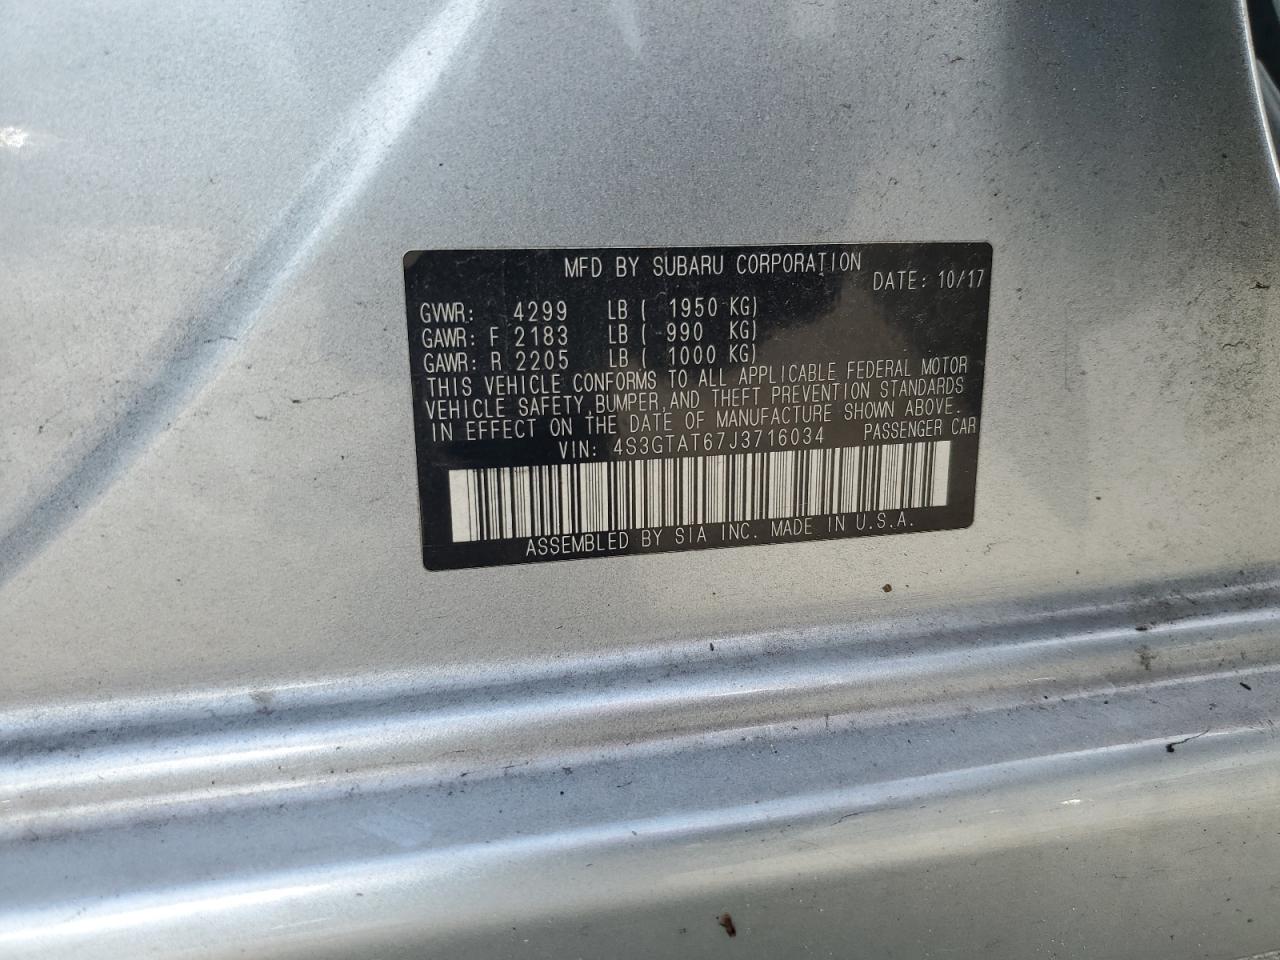 MFD BY SUBARU CORPORATION
DATE: 10/17
GVWR: 4299 LB ( 1950 KG)
GAWR: F 2183 LB ( 990 KG)
GAWR: R 2205 LB ( 1000 KG)
THIS VEHICLE CONFORMS TO ALL APPLICABLE FEDERAL MOTOR
VEHICLE SAFETY, BUMPER, AND THEFT PREVENTION STANDARDS
IN EFFECT ON THE DATE OF MANUFACTURE SHOWN ABOVE.
VIN: 4S3GTAT67J3716034 PASSENGER CAR
ASSEMBLED BY SIA INC. MADE IN U.S.A.